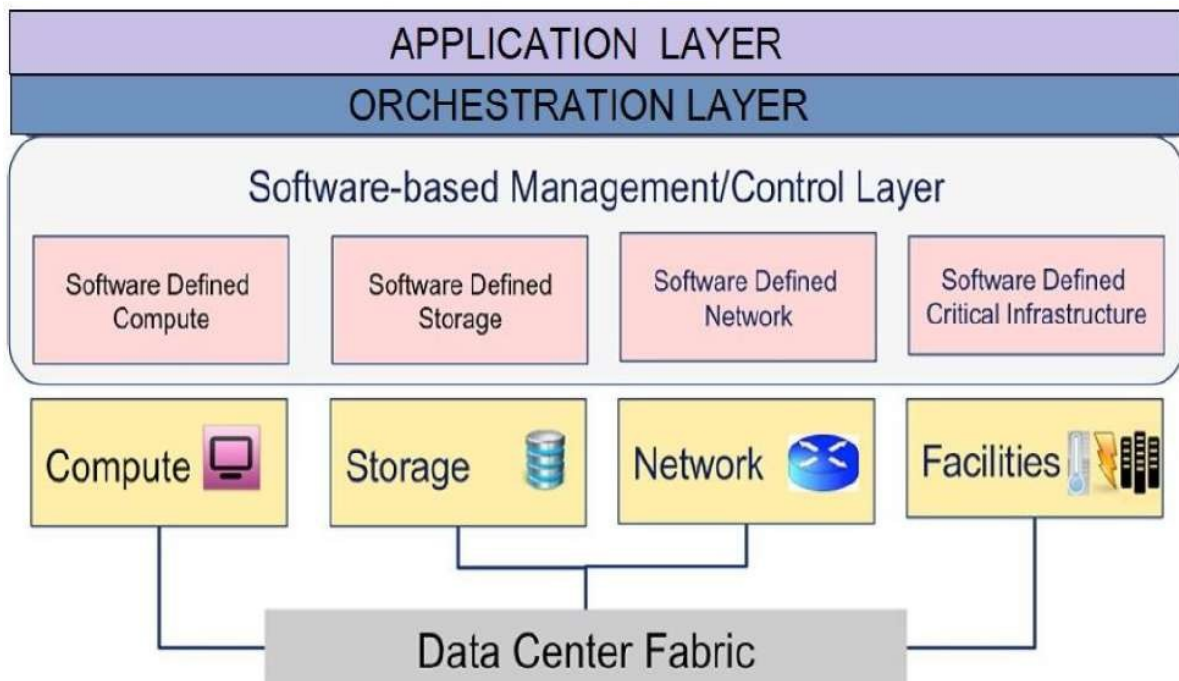 APPLICATION LAYER
ORCHESTRATION LAYER
Software-based Management/Control Layer
Software Defined
Compute
Software Defined
Storage
Software Defined
Network
Software Defined
Critical Infrastructure
Compute
Storage
Network
Facilities
Data Center Fabric